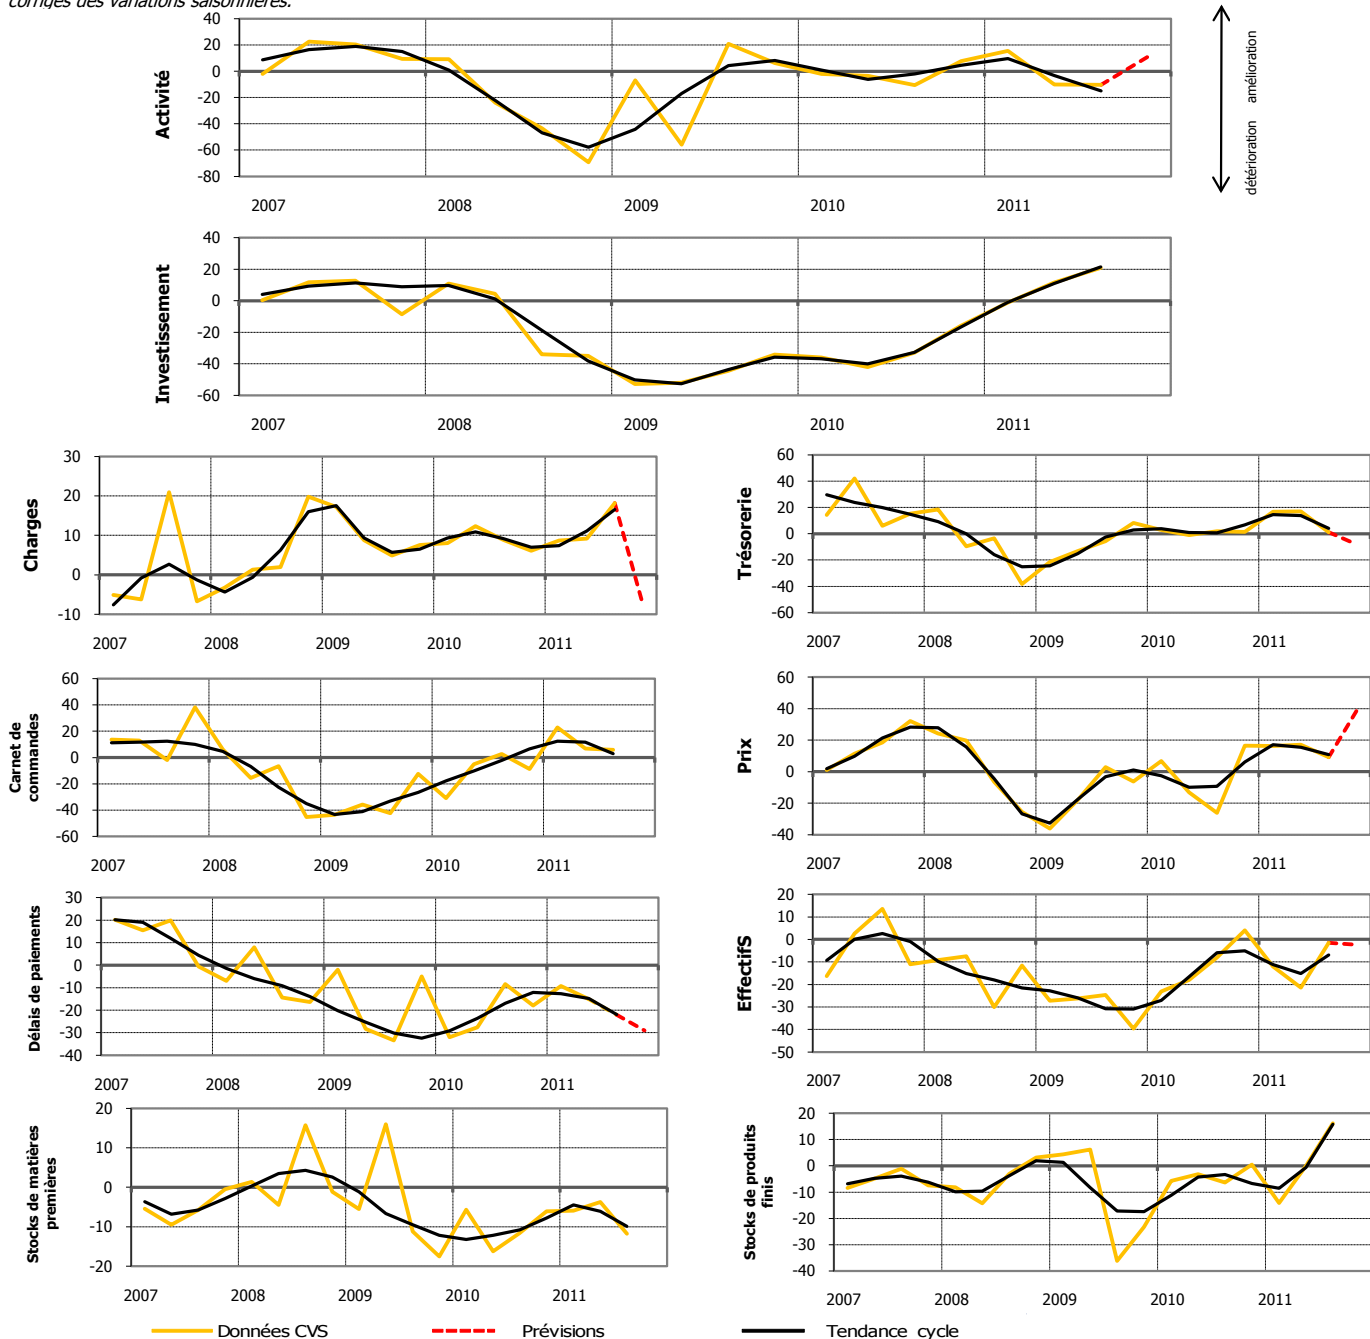 corrigés des variations saisonnières.
40
20
0
-20
-40
-60
-80
Activité
2007 2008 2009 2010 2011
amélioration
détérioration
40
20
0
-20
-40
-60
Investissement
2007 2008 2009 2010 2011
30
20
10
0
-10
Charges
2007 2008 2009 2010 2011
60
40
20
0
-20
-40
-60
Trésorerie
2007 2008 2009 2010 2011
60
40
20
0
-20
-40
-60
Carnet de
commandes
2007 2008 2009 2010 2011
60
40
20
0
-20
-40
Prix
2007 2008 2009 2010 2011
30
20
10
0
-10
-20
-30
-40
Délais de paiements
2007 2008 2009 2010 2011
20
10
0
-10
-20
-30
-40
-50
EffectifS
2007 2008 2009 2010 2011
20
10
0
-10
-20
Stocks de matières
premières
2007 2008 2009 2010 2011
20
10
0
-10
-20
-30
-40
Stocks de produits
finis
2007 2008 2009 2010 2011
Données CVS Prévisions Tendance cycle